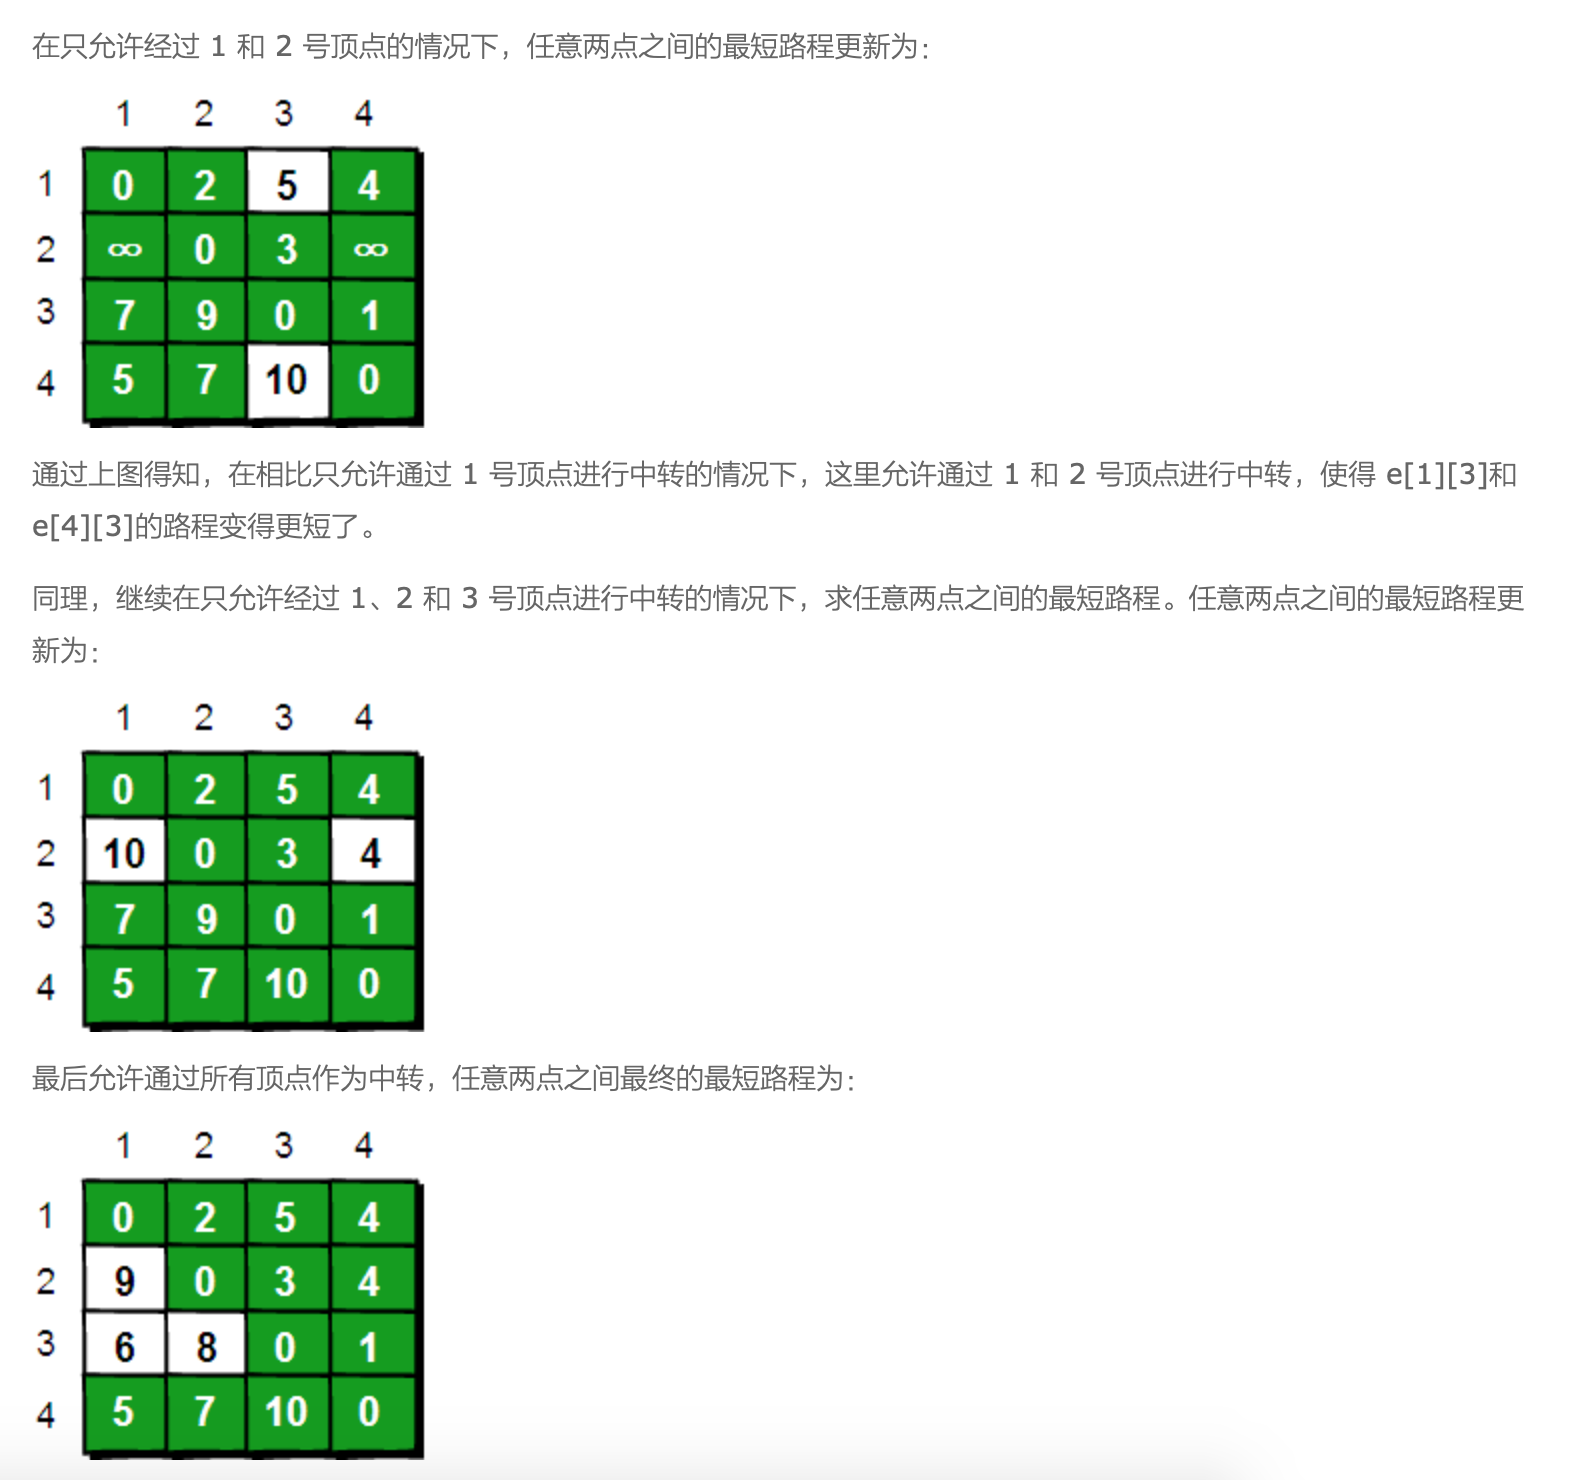 在只允许经过 1 和 2 号顶点的情况下，任意两点之间的最短路程更新为：
1 2 3 4
1 0 2 5 4
2 ∞ 0 3 ∞
3 7 9 0 1
4 5 7 10 0
通过上图得知，在相比只允许通过 1 号顶点进行中转的情况下，这里允许通过 1 和 2 号顶点进行中转，使得 e[1][3]和
e[4][3]的路程变得更短了。
同理，继续在只允许经过 1、2 和 3 号顶点进行中转的情况下，求任意两点之间的最短路程。任意两点之间的最短路程更
新为：
1 2 3 4
1 0 2 5 4
2 10 0 3 4
3 7 9 0 1
4 5 7 10 0
最后允许通过所有顶点作为中转，任意两点之间最终的最短路程为：
1 2 3 4
1 0 2 5 4
2 9 0 3 4
3 6 8 0 1
4 5 7 10 0